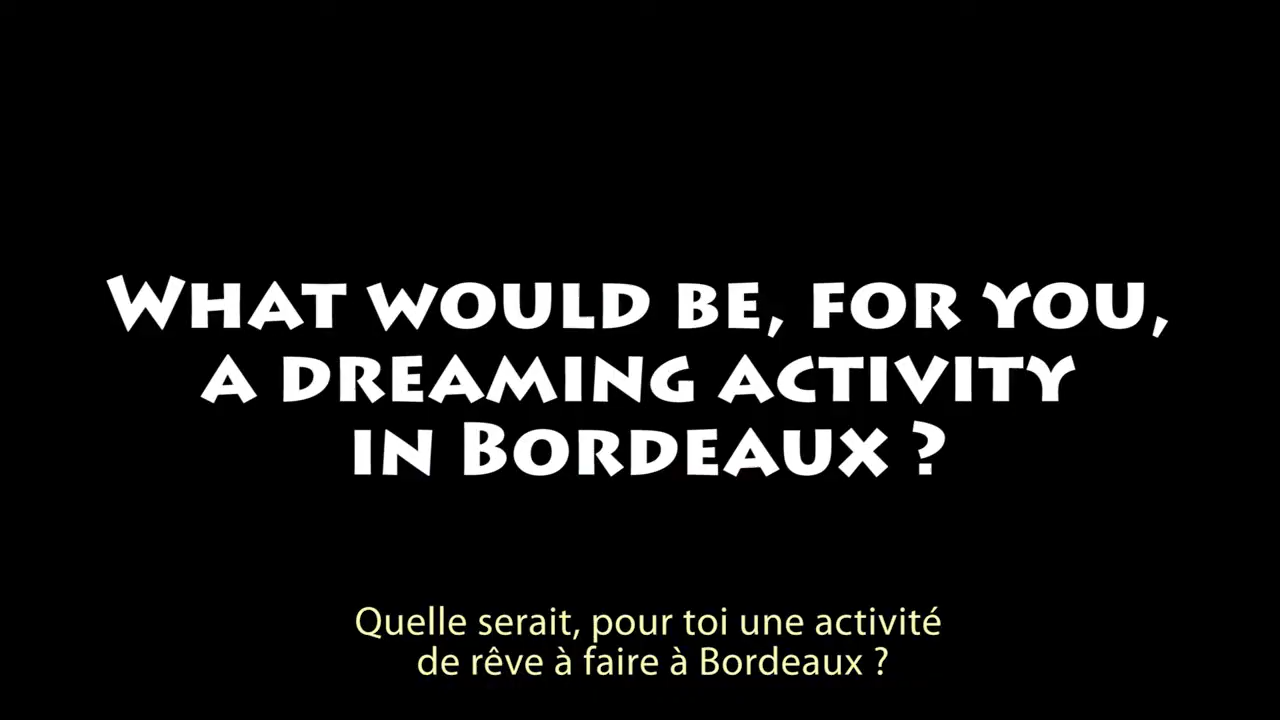 WHAT WOULD BE, FOR YOU,
A DREAMING ACTIVITY
IN BORDEAUX ?
Quelle serait, pour toi une activité
de rêve à faire à Bordeaux ?